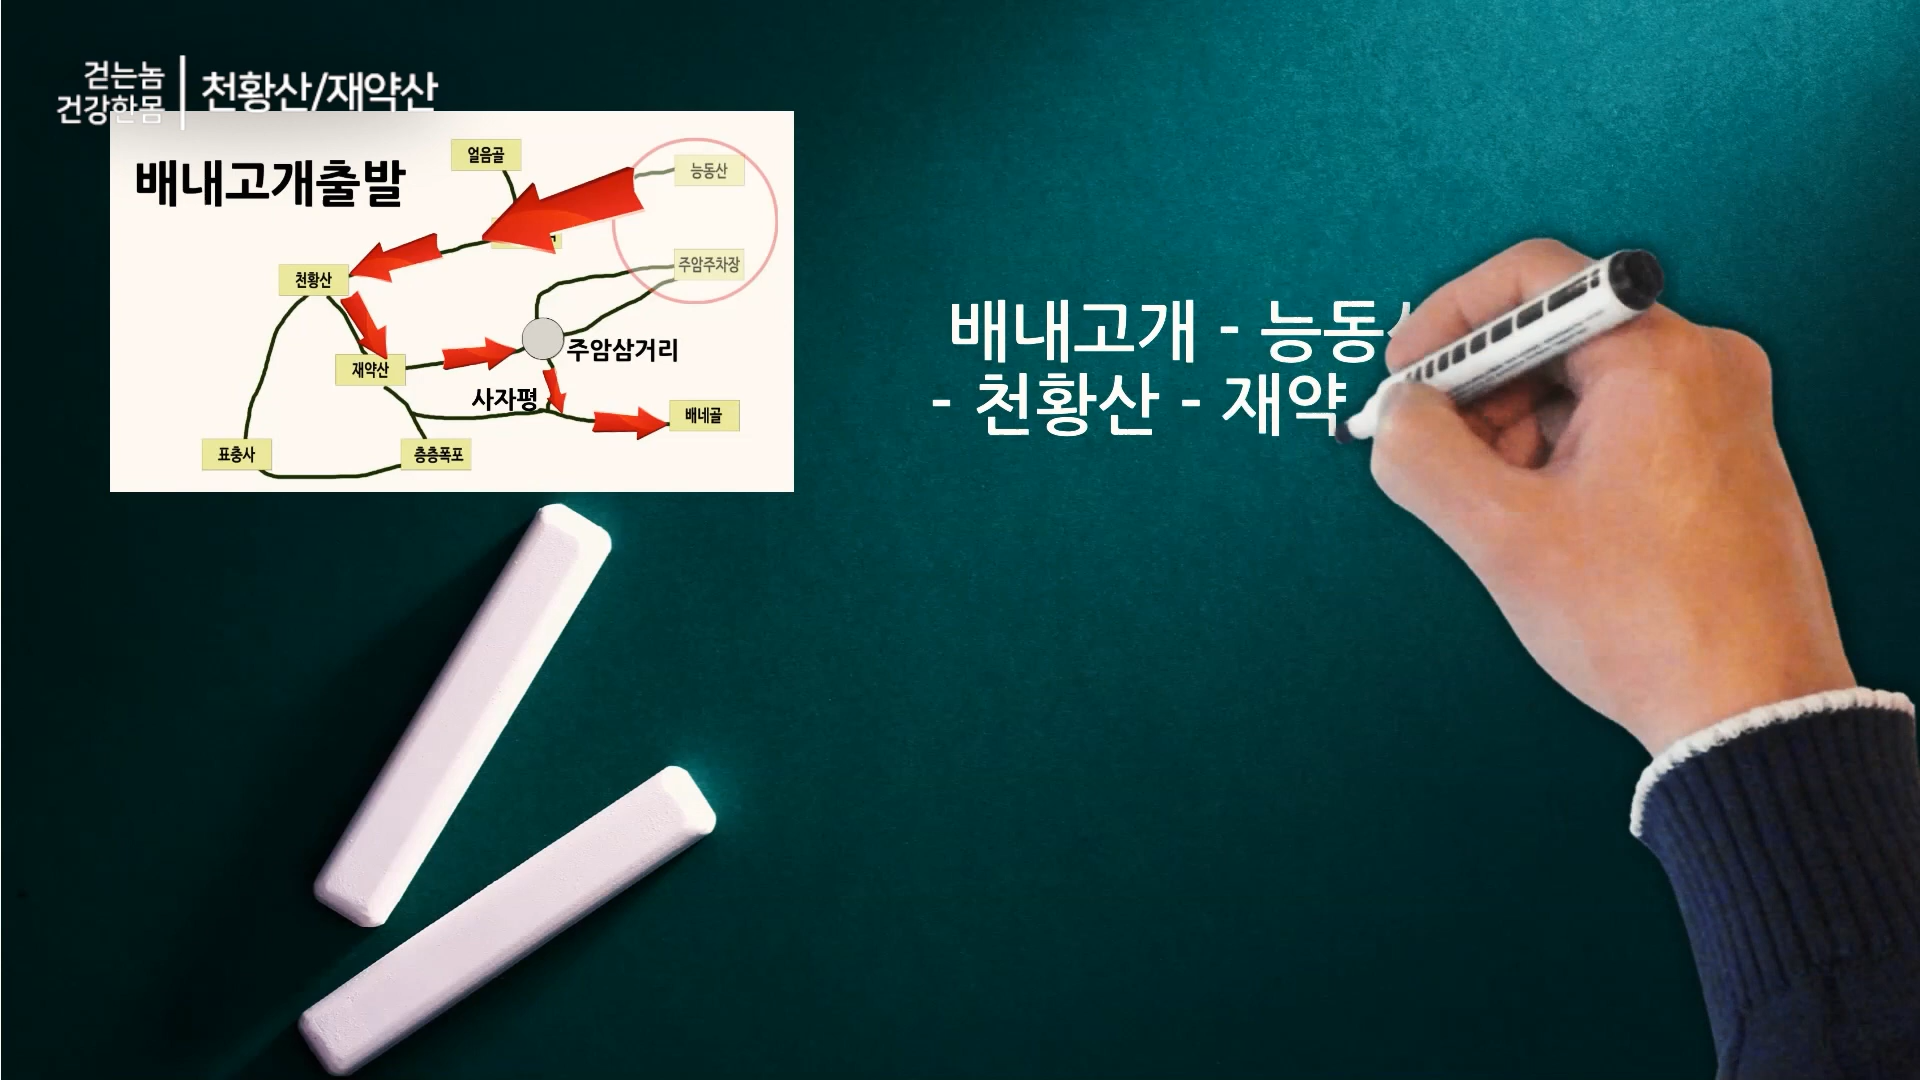 걷는놈
건강한몸
천황산/재약산
배내고개출발
얼음골
능동산
천황산
주암주차장
재약산
주암삼거리
사자평
배네골
표충사
층층폭포
배내고개 - 능동
- 천황산 - 재약